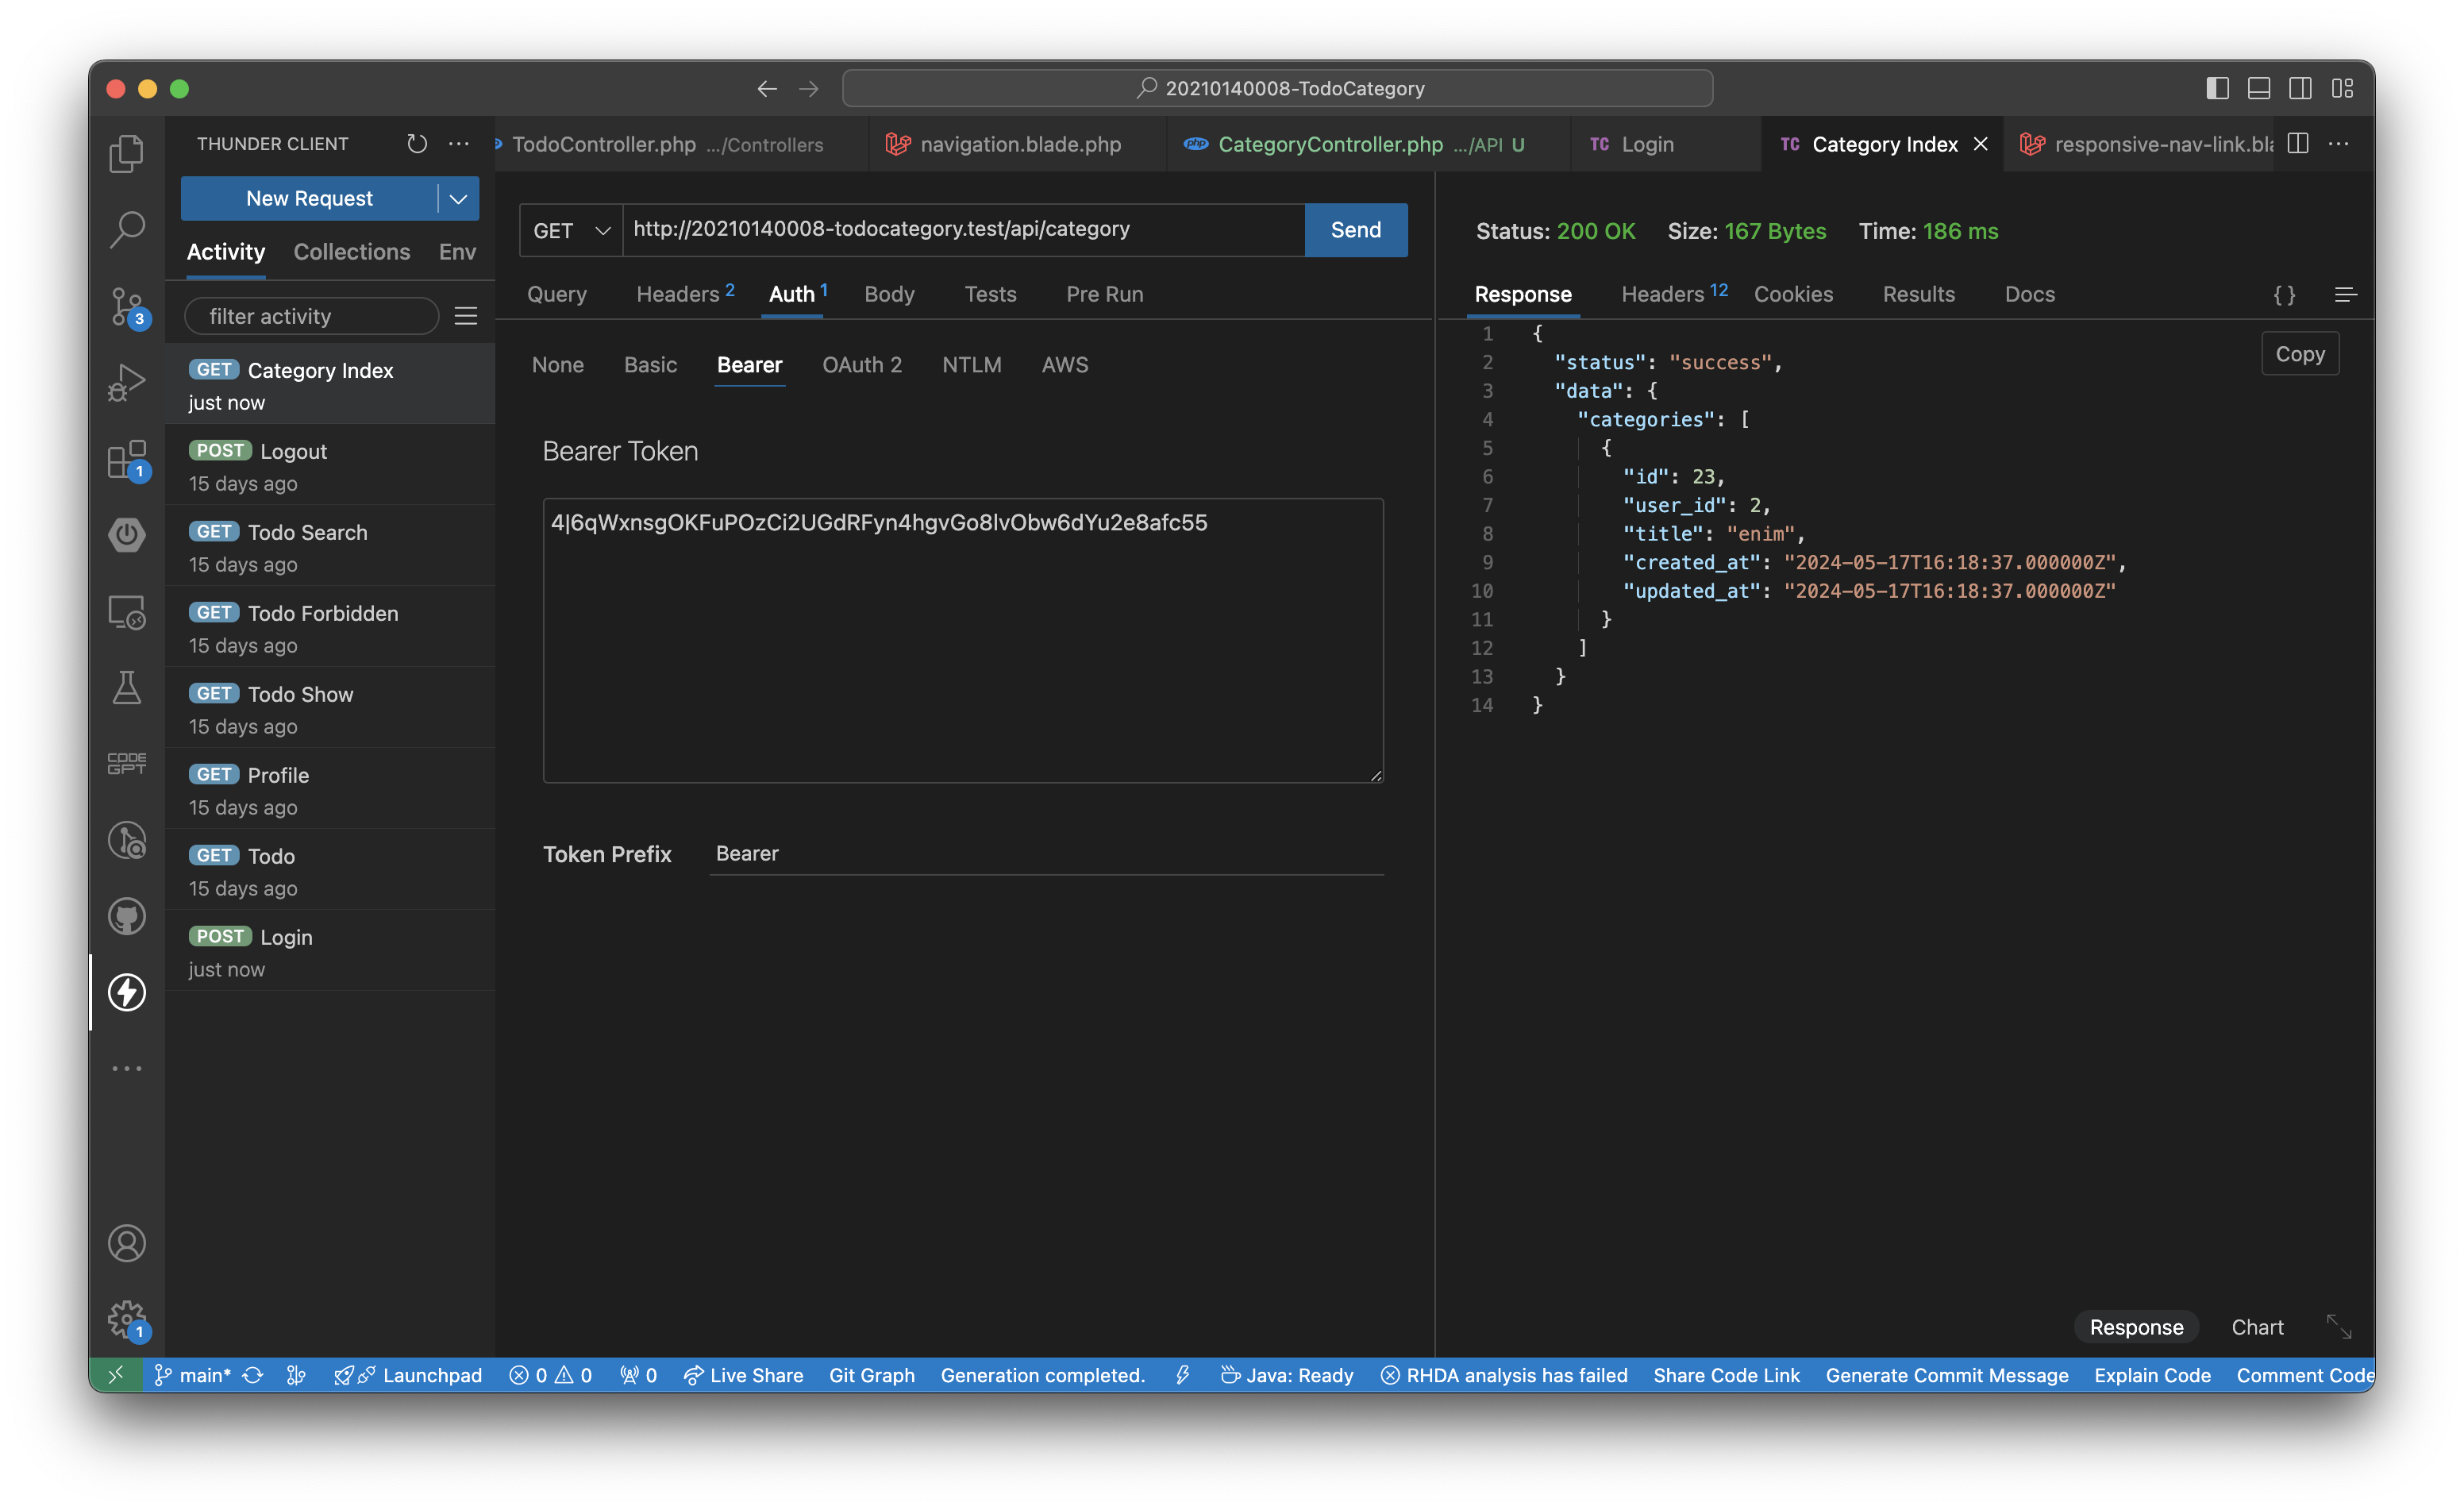 20210140008-TodoCategory
THUNDER CLIENT
TodoController.php .../Controllers
navigation.blade.php
php CategoryController.php .../API U
TC Login
TC Category Index
responsive-nav-link.bla
New Request
Activity Collections Env
filter activity
GET Category Index
just now
POST Logout
15 days ago
GET Todo Search
15 days ago
GET Todo Forbidden
15 days ago
GET Todo Show
15 days ago
GET Profile
15 days ago
GET Todo
15 days ago
POST Login
just now
3
1
CODE
GPT
1
GET http://20210140008-todocategory.test/api/category Send
Query Headers 2 Auth 1 Body Tests Pre Run
None Basic Bearer OAuth 2 NTLM AWS
Bearer Token
4|6qWxnsgOKFuPOzCi2UGdRFyn4hgvGo8lvObw6dYu2e8afc55
Token Prefix Bearer
Status: 200 OK Size: 167 Bytes Time: 186 ms
Response Headers 12 Cookies Results Docs { }
Copy
1 {
2 "status": "success",
3 "data": {
4 "categories": [
5 {
6 "id": 23,
7 "user_id": 2,
8 "title": "enim",
9 "created_at": "2024-05-17T16:18:37.000000Z",
10 "updated_at": "2024-05-17T16:18:37.000000Z"
11 }
12 ]
13 }
14 }
Response Chart
main* Launchpad 0 0 0 Live Share Git Graph Generation completed. Java: Ready RHDA analysis has failed Share Code Link Generate Commit Message Explain Code Comment Code